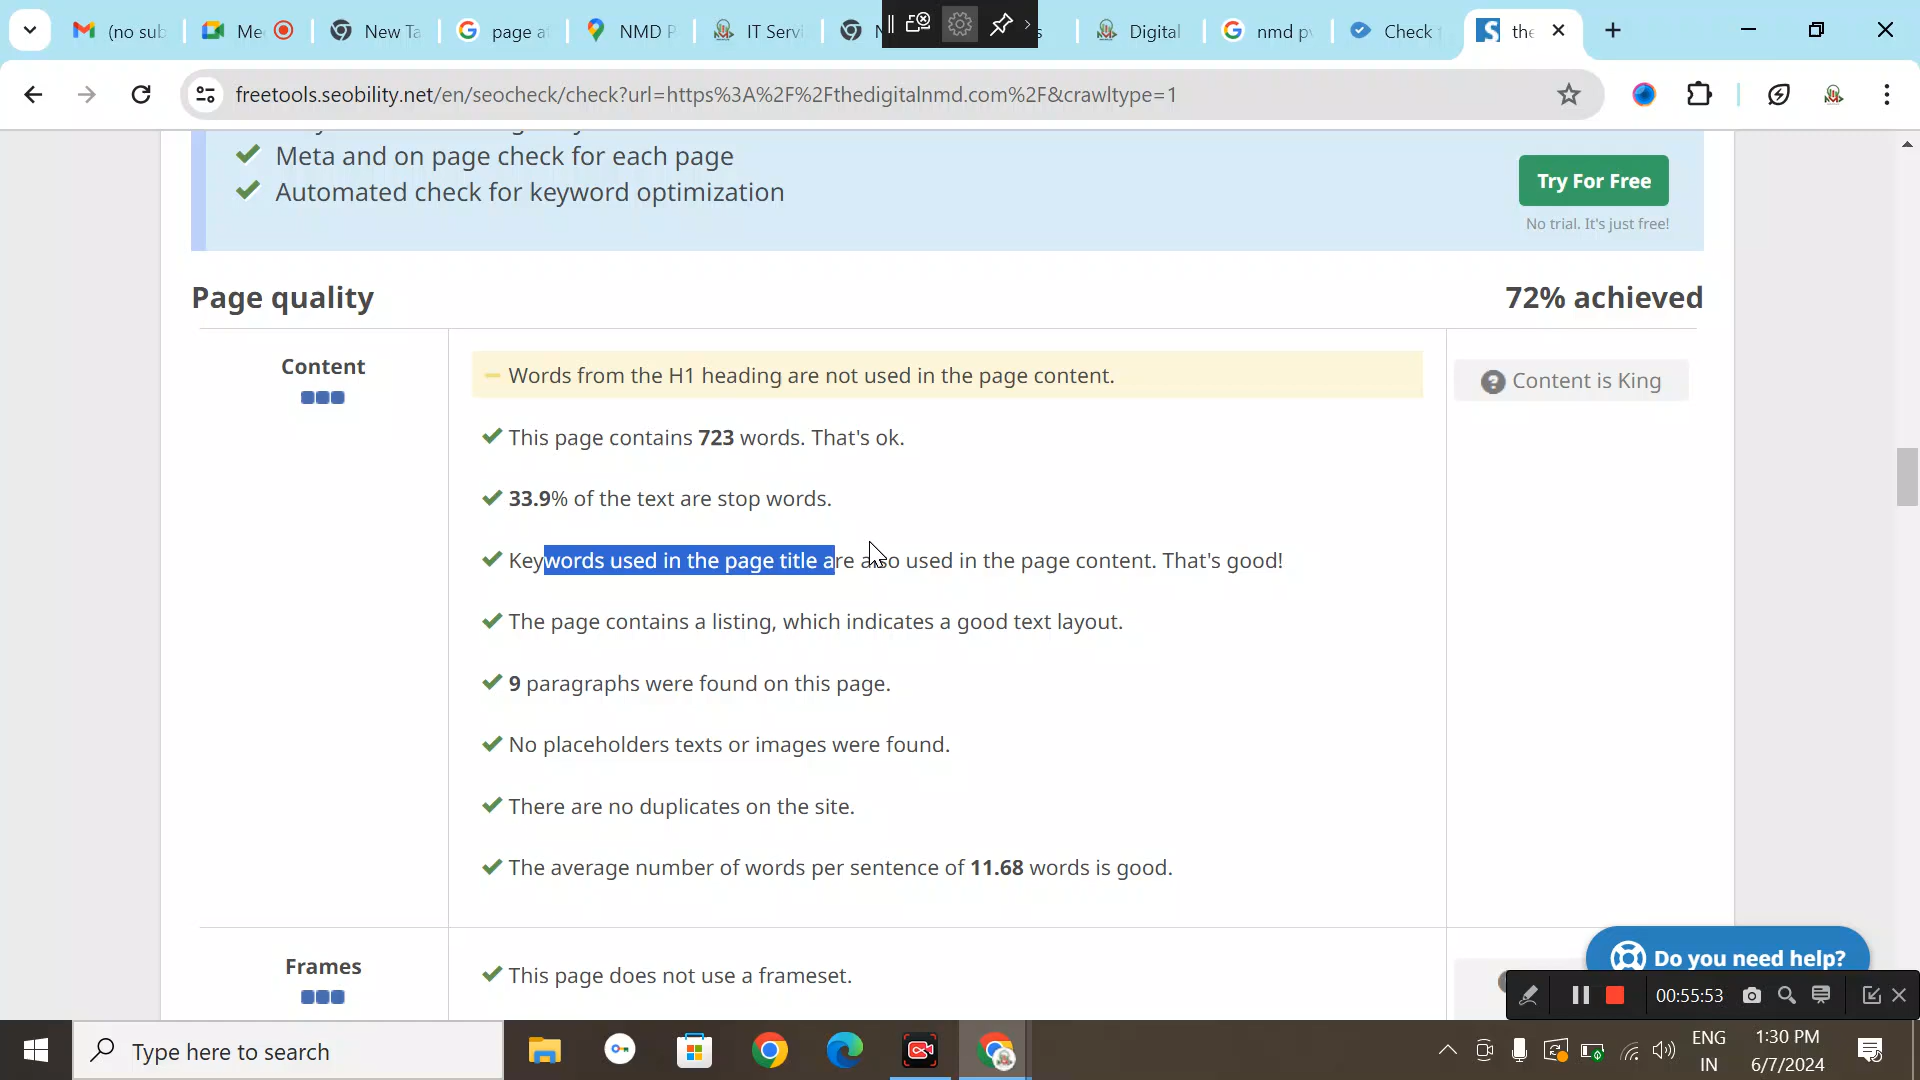 (no sub
Me
New Ta
page a
NMD P
IT Servi
Digital
nmd pv
Check
the
freetools.seobility.net/en/seocheck/check?url=https%3A%2F%2Fthedigitalnmd.com%2F&crawltype=1
Meta and on page check for each page
Automated check for keyword optimization
Try For Free
No trial. It's just free!
Page quality
72% achieved
Content
Words from the H1 heading are not used in the page content.
Content is King
This page contains 723 words. That's ok.
33.9% of the text are stop words.
Keywords used in the page title are also used in the page content. That's good!
The page contains a listing, which indicates a good text layout.
9 paragraphs were found on this page.
No placeholders texts or images were found.
There are no duplicates on the site.
The average number of words per sentence of 11.68 words is good.
Frames
This page does not use a frameset.
Do you need help?
00:55:53
Type here to search
ENG
IN
1:30 PM
6/7/2024